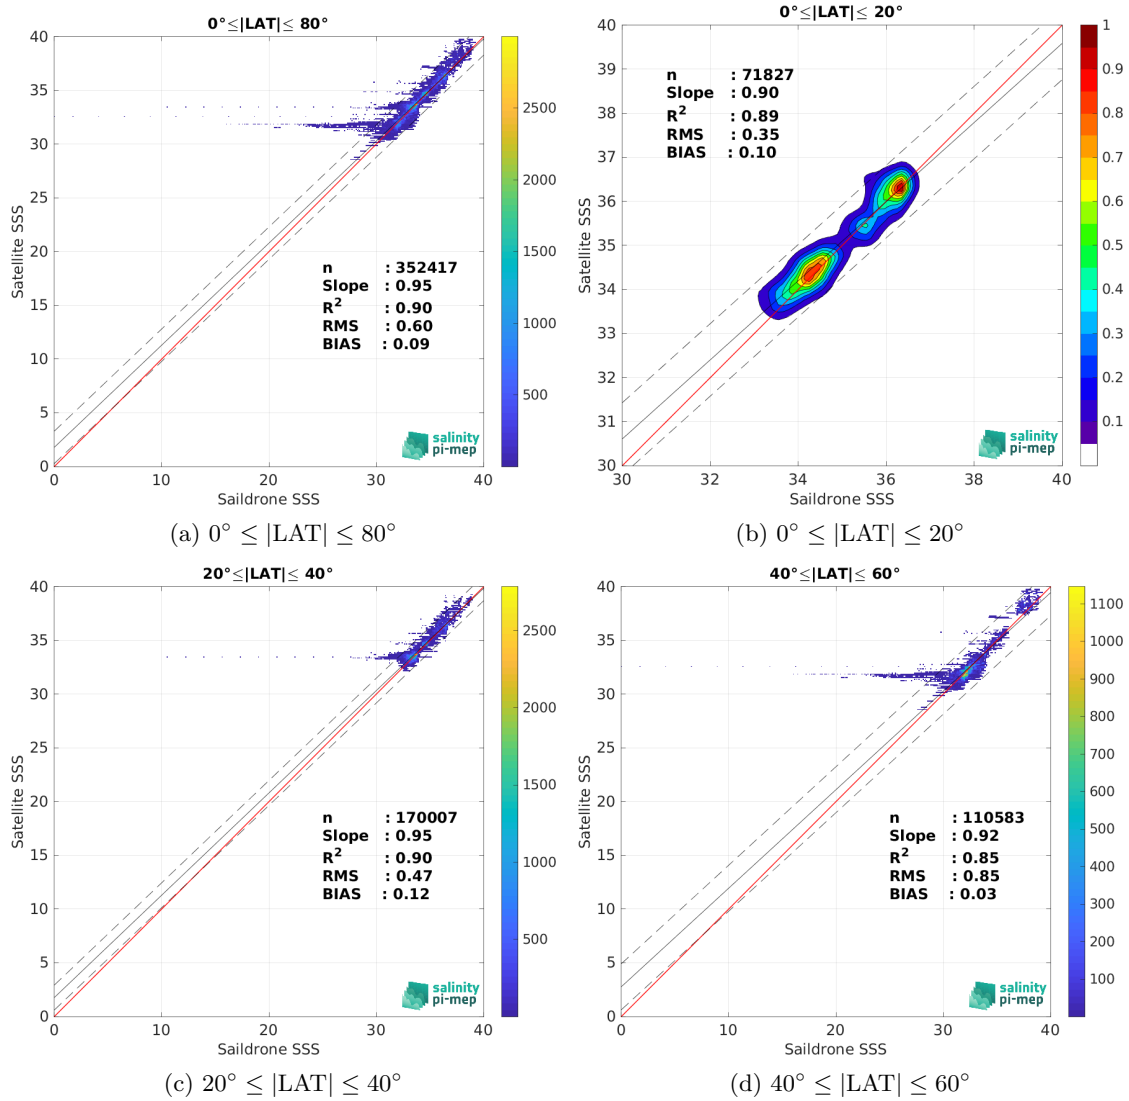 0°≤|LAT|≤ 80°
40
35
30
25
20
15
10
5
0
Satellite SSS
n : 352417
Slope : 0.95
R² : 0.90
RMS : 0.60
BIAS : 0.09
salinity
pi-mep
0 10 20 30 40
Saildrone SSS
2500
2000
1500
1000
500
(a) 0° ≤ |LAT| ≤ 80°
0°≤|LAT|≤ 20°
40
39
38
37
36
35
34
33
32
31
30
Satellite SSS
n : 71827
Slope : 0.90
R² : 0.89
RMS : 0.35
BIAS : 0.10
salinity
pi-mep
30 32 34 36 38 40
Saildrone SSS
1
0.9
0.8
0.7
0.6
0.5
0.4
0.3
0.2
0.1
(b) 0° ≤ |LAT| ≤ 20°
20°≤|LAT|≤ 40°
40
35
30
25
20
15
10
5
0
Satellite SSS
n : 170007
Slope : 0.95
R² : 0.90
RMS : 0.47
BIAS : 0.12
salinity
pi-mep
0 10 20 30 40
Saildrone SSS
2500
2000
1500
1000
500
(c) 20° ≤ |LAT| ≤ 40°
40°≤|LAT|≤ 60°
40
35
30
25
20
15
10
5
0
Satellite SSS
n : 110583
Slope : 0.92
R² : 0.85
RMS : 0.85
BIAS : 0.03
salinity
pi-mep
0 10 20 30 40
Saildrone SSS
1100
1000
900
800
700
600
500
400
300
200
100
(d) 40° ≤ |LAT| ≤ 60°